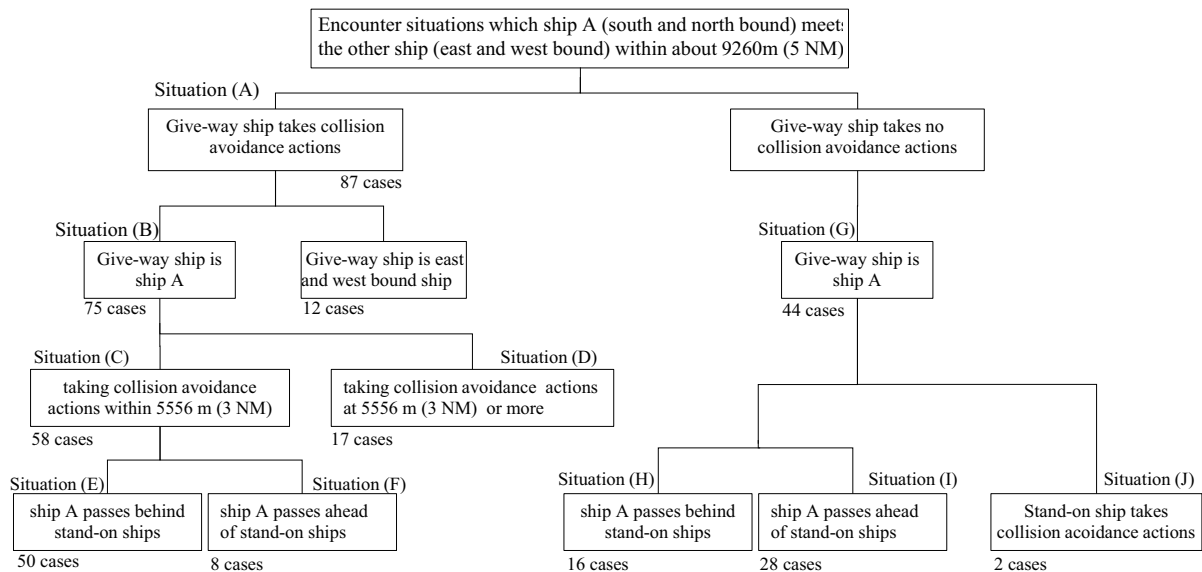 Encounter situations which ship A (south and north bound) meets
the other ship (east and west bound) within about 9260m (5 NM)
Situation (A)
Give-way ship takes collision
avoidance actions
87 cases
Give-way ship takes no
collision avoidance actions
Situation (B)
Give-way ship is
ship A
75 cases
Give-way ship is east
and west bound ship
12 cases
Situation (G)
Give-way ship is
ship A
44 cases
Situation (C)
taking collision avoidance
actions within 5556 m (3 NM)
58 cases
Situation (D)
taking collision avoidance actions
at 5556 m (3 NM) or more
17 cases
Situation (E)
ship A passes behind
stand-on ships
50 cases
Situation (F)
ship A passes ahead
of stand-on ships
8 cases
Situation (H)
ship A passes behind
stand-on ships
16 cases
Situation (I)
ship A passes ahead
of stand-on ships
28 cases
Situation (J)
Stand-on ship takes
collision acoidance actions
2 cases